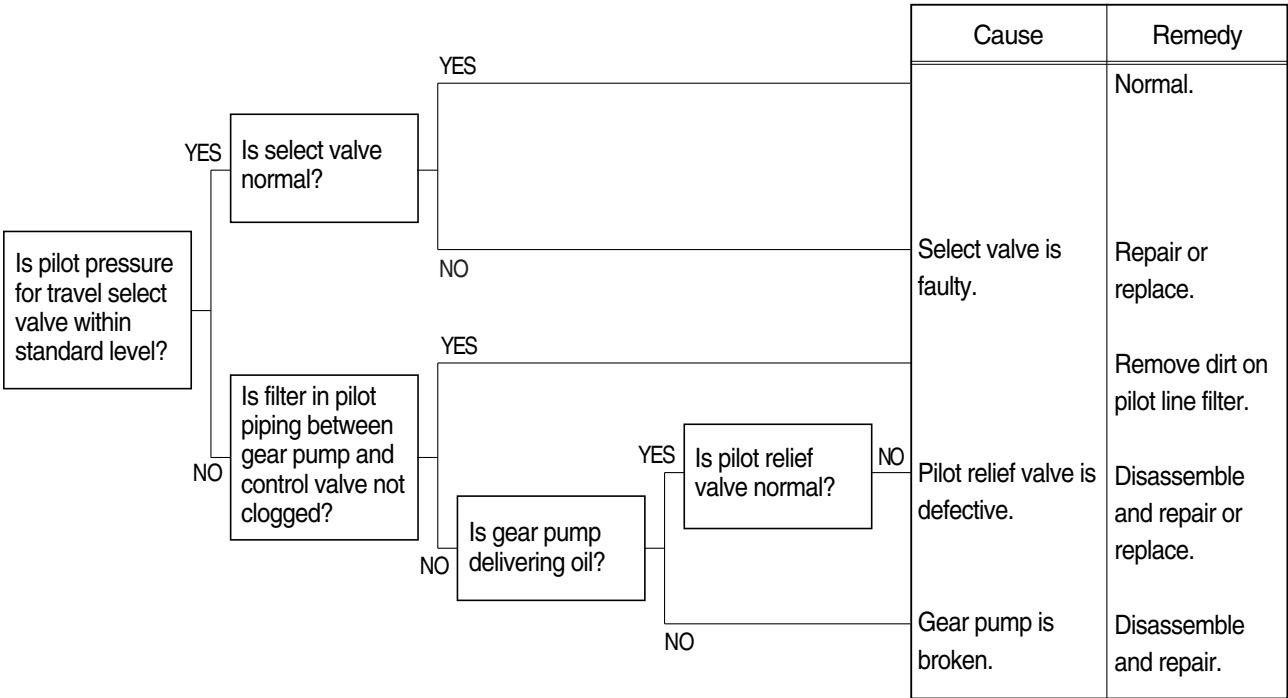 Cause
Remedy
YES
Normal.
YES
Is select valve
normal?
NO
Select valve is
faulty.
Repair or
replace.
Is pilot pressure
for travel select
valve within
standard level?
YES
Remove dirt on
pilot line filter.
NO
Is filter in pilot
piping between
gear pump and
control valve not
clogged?
YES
Is pilot relief
valve normal?
NO
Pilot relief valve is
defective.
Disassemble
and repair or
replace.
NO
Is gear pump
delivering oil?
NO
Gear pump is
broken.
Disassemble
and repair.